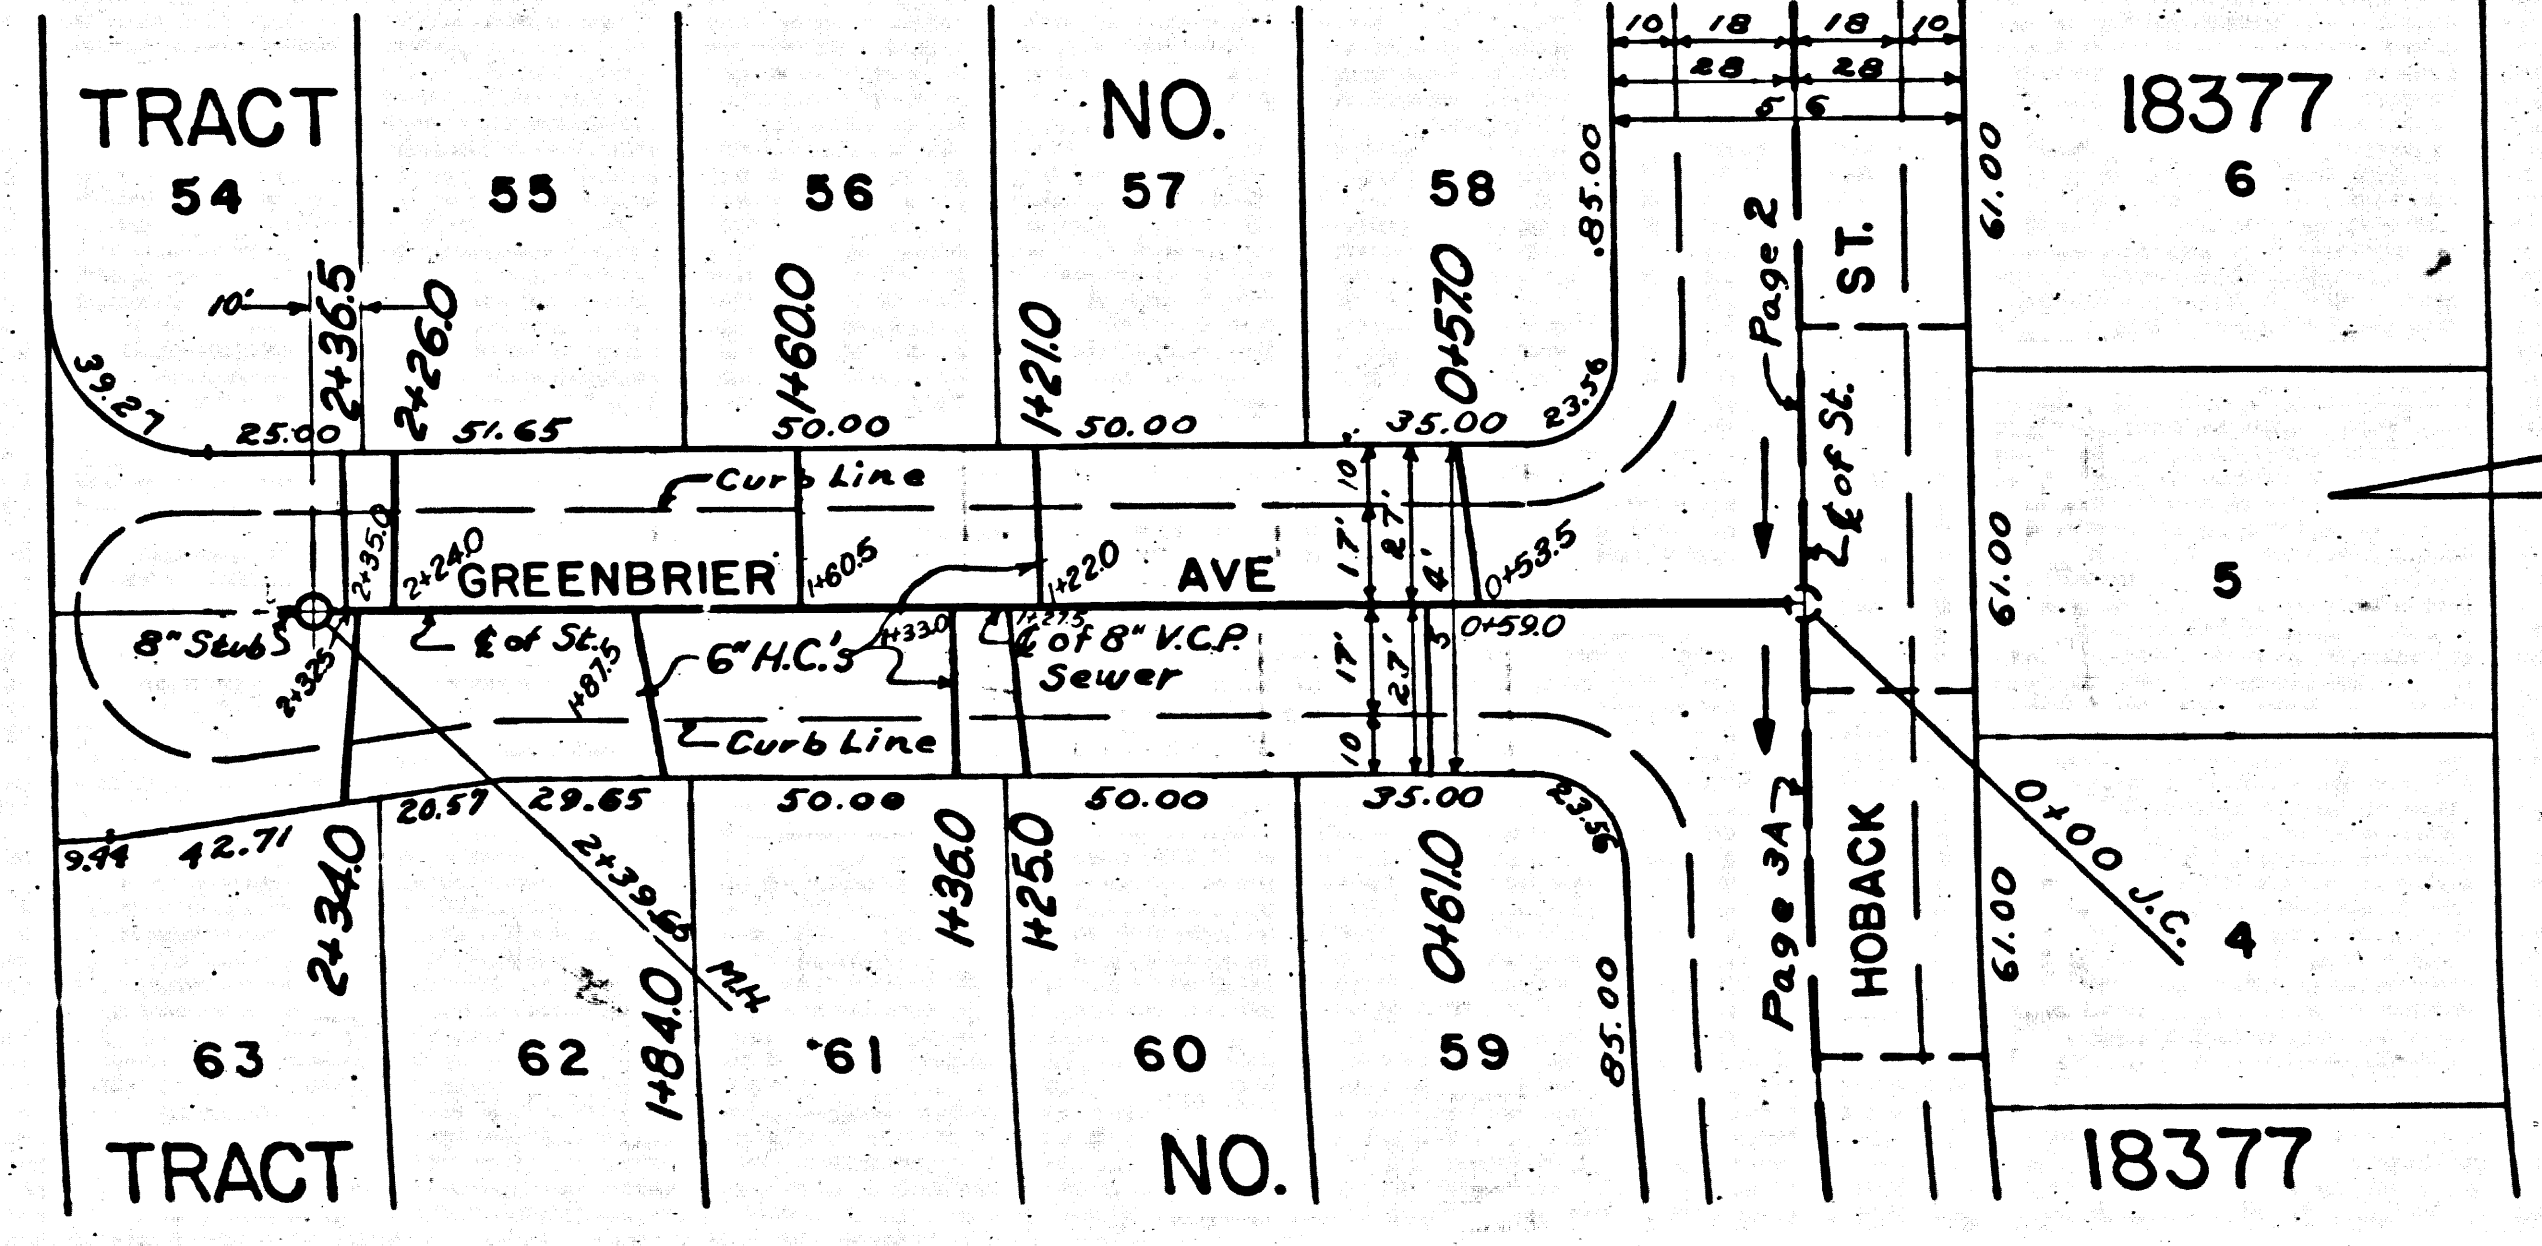 10 18 18 10
28 28
5 6
TRACT NO. 18377
54 55 56 57 58 6
85.00
61.00
Page 2
ST.
10'
2+36.5
2+26.0
1+60.0
1+21.0
0+57.0
39.27
25.00 51.65 50.00 50.00 35.00 23.56
℄ of St.
Curb Line
10
17'
27'
4'
2+35.0
2+24.0
GREENBRIER AVE
1+60.5
1+22.0
0+53.5
61.00
5
8" Stub
2+32.5
℄ of St.
1+87.5
6" H.C.'s
1+33.0
1+27.5
℄ of 8" V.C.P.
Sewer
0+59.0
17'
27'
5
10
Curb Line
9.44 42.71 20.57 29.65 50.00 50.00 35.00 23.56
2+34.0
2+39.69 MH
1+84.0
1+36.0
1+25.0
0+61.0
Page 3A
HOBACK
0+00 J.C.
61.00
4
85.00
63 62 61 60 59
TRACT NO. 18377